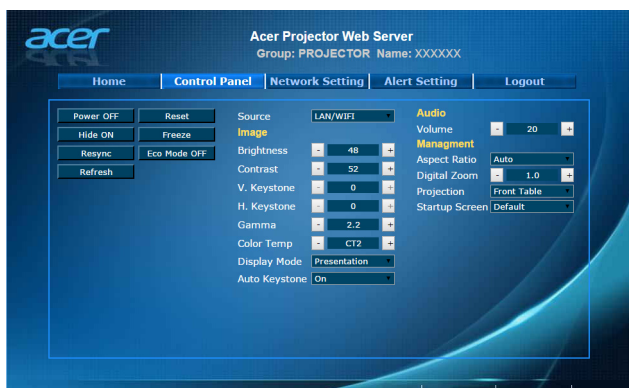 acer
Acer Projector Web Server
Group: PROJECTOR Name: XXXXXX
Home Control Panel Network Setting Alert Setting Logout
Power OFF Reset
Hide ON Freeze
Resync Eco Mode OFF
Refresh
Source LAN/WIFI
Image
Brightness - 48 +
Contrast - 52 +
V. Keystone - 0 +
H. Keystone - 0 +
Gamma - 2.2 +
Color Temp - CT2 +
Display Mode Presentation
Auto Keystone On
Audio
Volume - 20 +
Managment
Aspect Ratio Auto
Digital Zoom - 1.0 +
Projection Front Table
Startup Screen Default